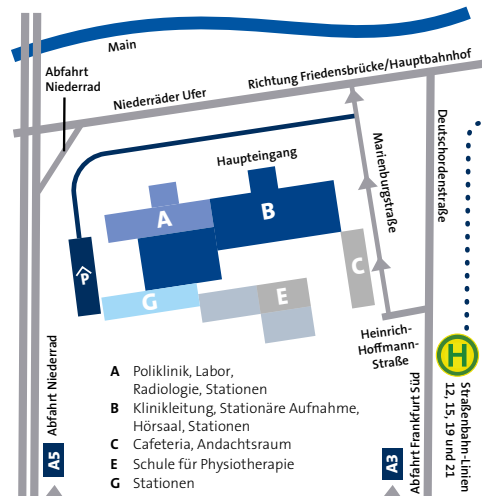 Main
Abfahrt
Niederrad
Niederräder Ufer
Richtung Friedensbrücke/Hauptbahnhof
Haupteingang
Marienburgstraße
Deutschordenstraße
A
B
C
P
G
E
H
Heinrich-
Hoffmann-
Straße
Straßenbahn-Linien
12, 15, 19 und 21
A5
Abfahrt Niederrad
A3
Abfahrt Frankfurt Süd
A Poliklinik, Labor,
Radiologie, Stationen
B Klinikleitung, Stationäre Aufnahme,
Hörsaal, Stationen
C Cafeteria, Andachtsraum
E Schule für Physiotherapie
G Stationen